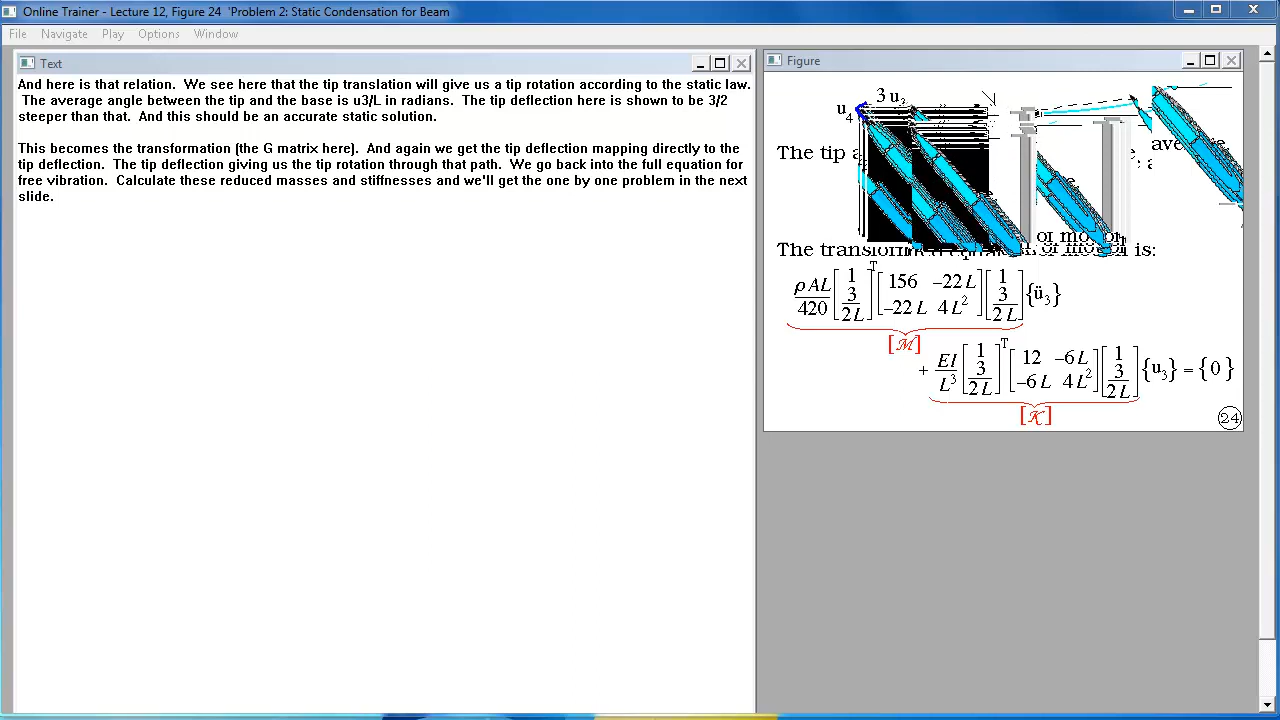 Online Trainer - Lecture 12, Figure 24 'Problem 2: Static Condensation for Beam
File Navigate Play Options Window
Text
And here is that relation. We see here that the tip translation will give us a tip rotation according to the static law.
The average angle between the tip and the base is u3/L in radians. The tip deflection here is shown to be 3/2
steeper than that. And this should be an accurate static solution.
This becomes the transformation (the G matrix here). And again we get the tip deflection mapping directly to the
tip deflection. The tip deflection giving us the tip rotation through that path. We go back into the full equation for
free vibration. Calculate these reduced masses and stiffnesses and we'll get the one by one problem in the next
slide.
Figure
u4 3 u
The tip
The transfor of motion is:
ρAL/420 [1 3/2L]T [156 −22L −22L 4L²] [1 3/2L] {ü3}
[M]
+ EI/L³ [1 3/2L]T [12 −6L −6L 4L²] [1 3/2L] {u3} = {0}
[K]
24